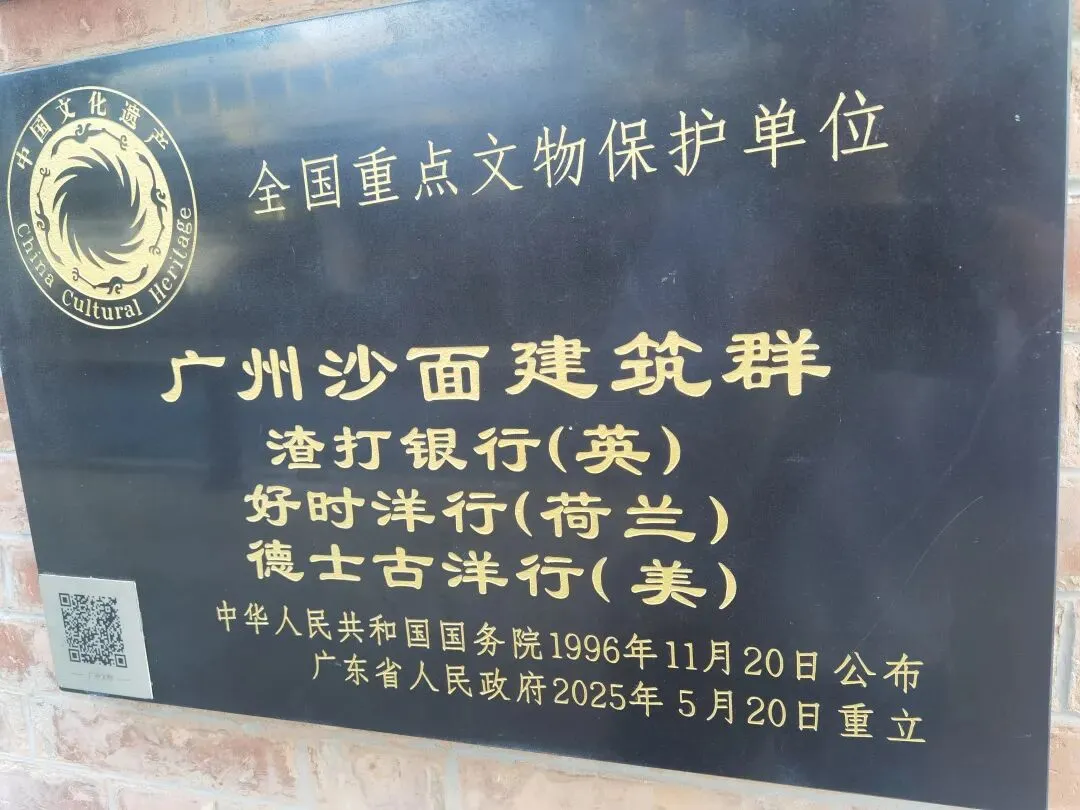 中国文化遗产
China Cultural Heritage
全国重点文物保护单位
广州沙面建筑群
渣打银行(英)
好时洋行(荷兰)
德士古洋行(美)
中华人民共和国国务院1996年11月20日公布
广东省人民政府2025年5月20日重立